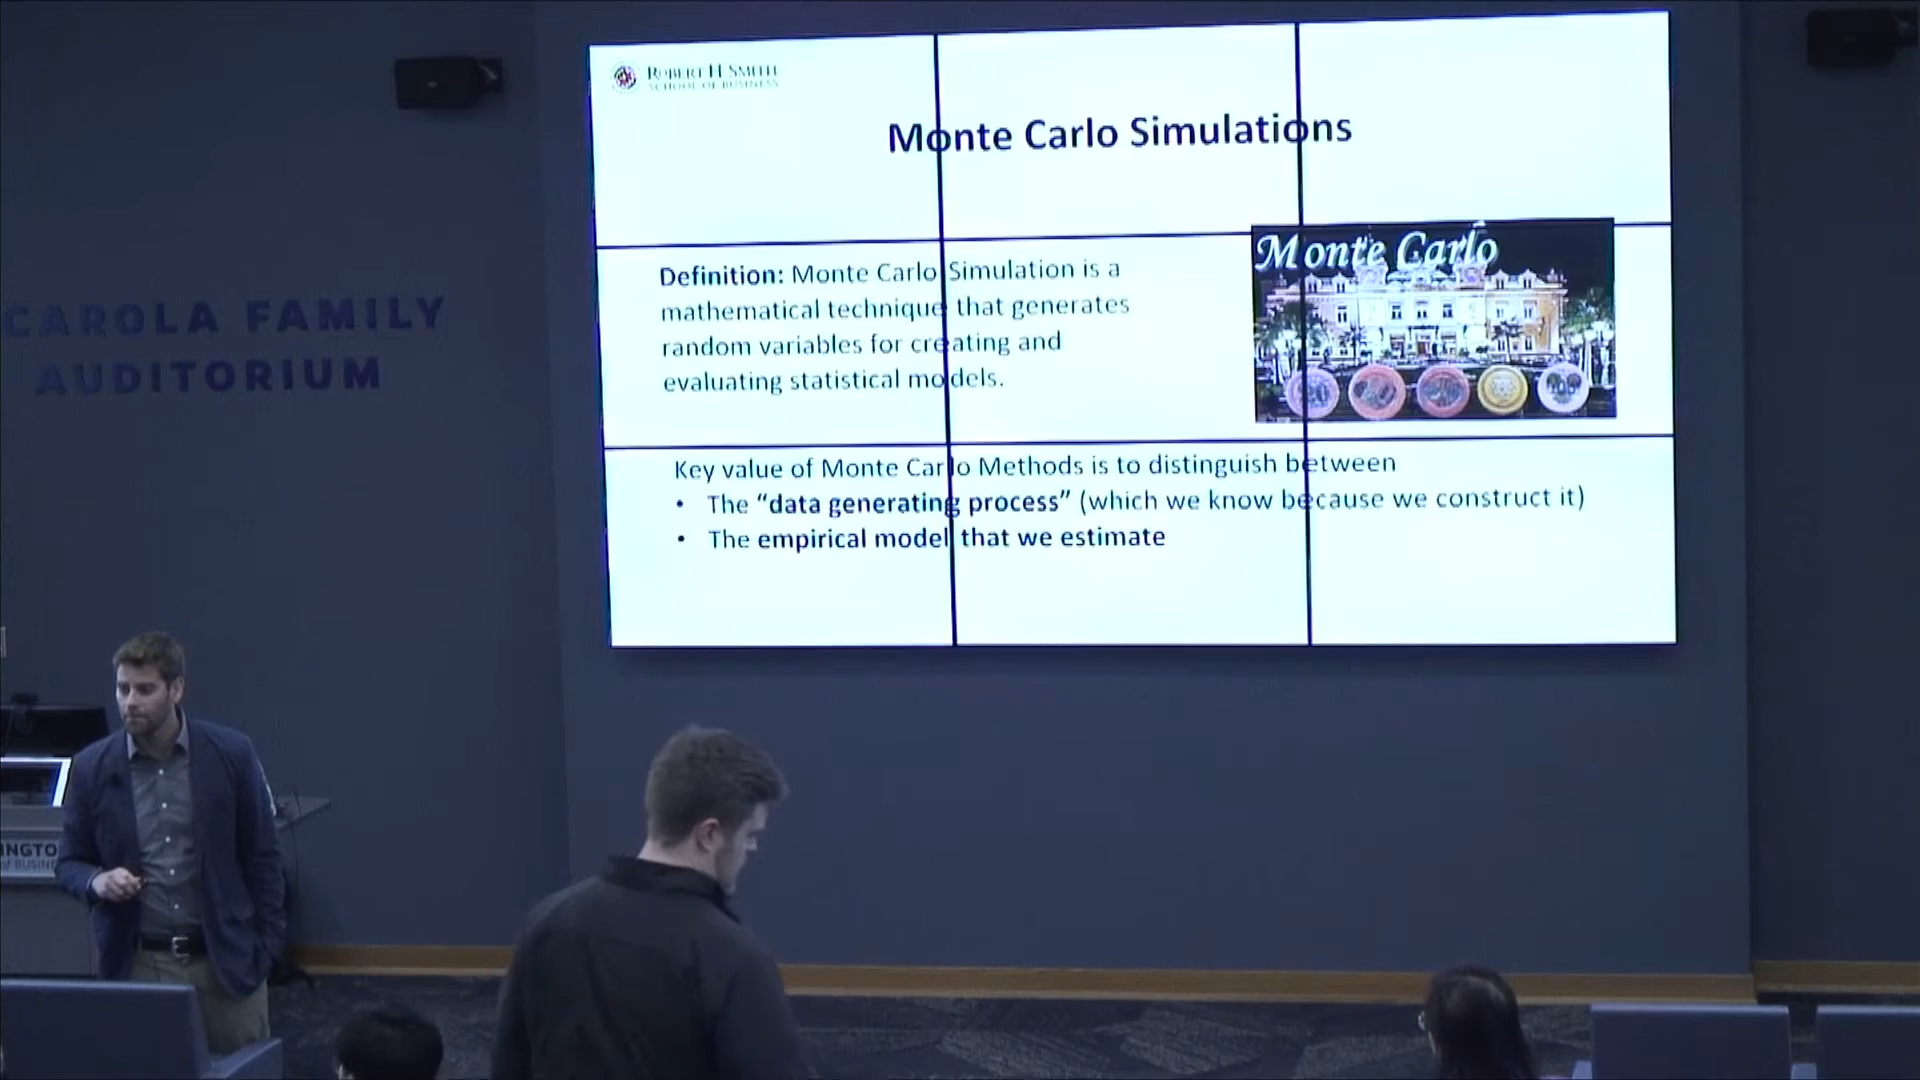 ROBERT H. SMITH
SCHOOL OF BUSINESS
Monte Carlo Simulations
Monte Carlo
Definition: Monte Carlo Simulation is a
mathematical technique that generates
random variables for creating and
evaluating statistical models.
Key value of Monte Carlo Methods is to distinguish between
• The “data generating process” (which we know because we construct it)
• The empirical model that we estimate
CAROLA FAMILY
AUDITORIUM
INGTO
of BUSINE